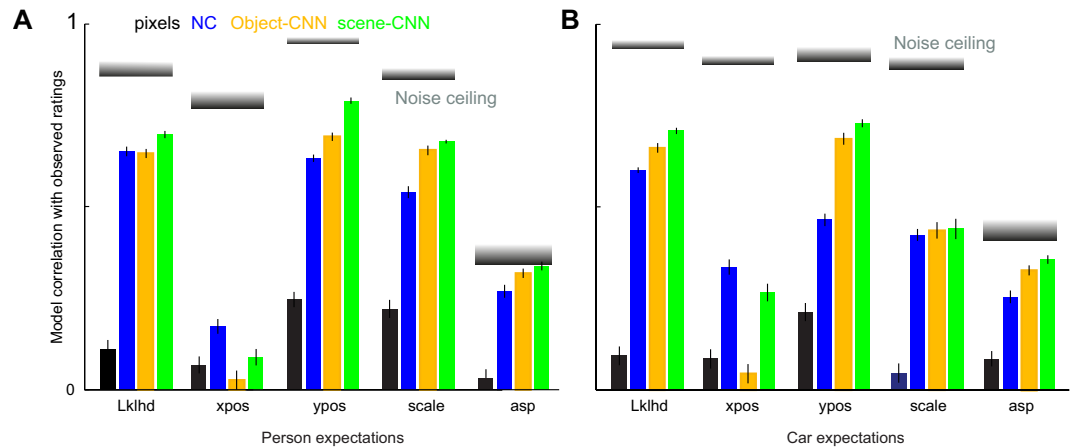 A
1
pixels NC Object-CNN scene-CNN
Noise ceiling
Model correlation with observed ratings
0
Lklhd xpos ypos scale asp
Person expectations
B
Noise ceiling
Lklhd xpos ypos scale asp
Car expectations